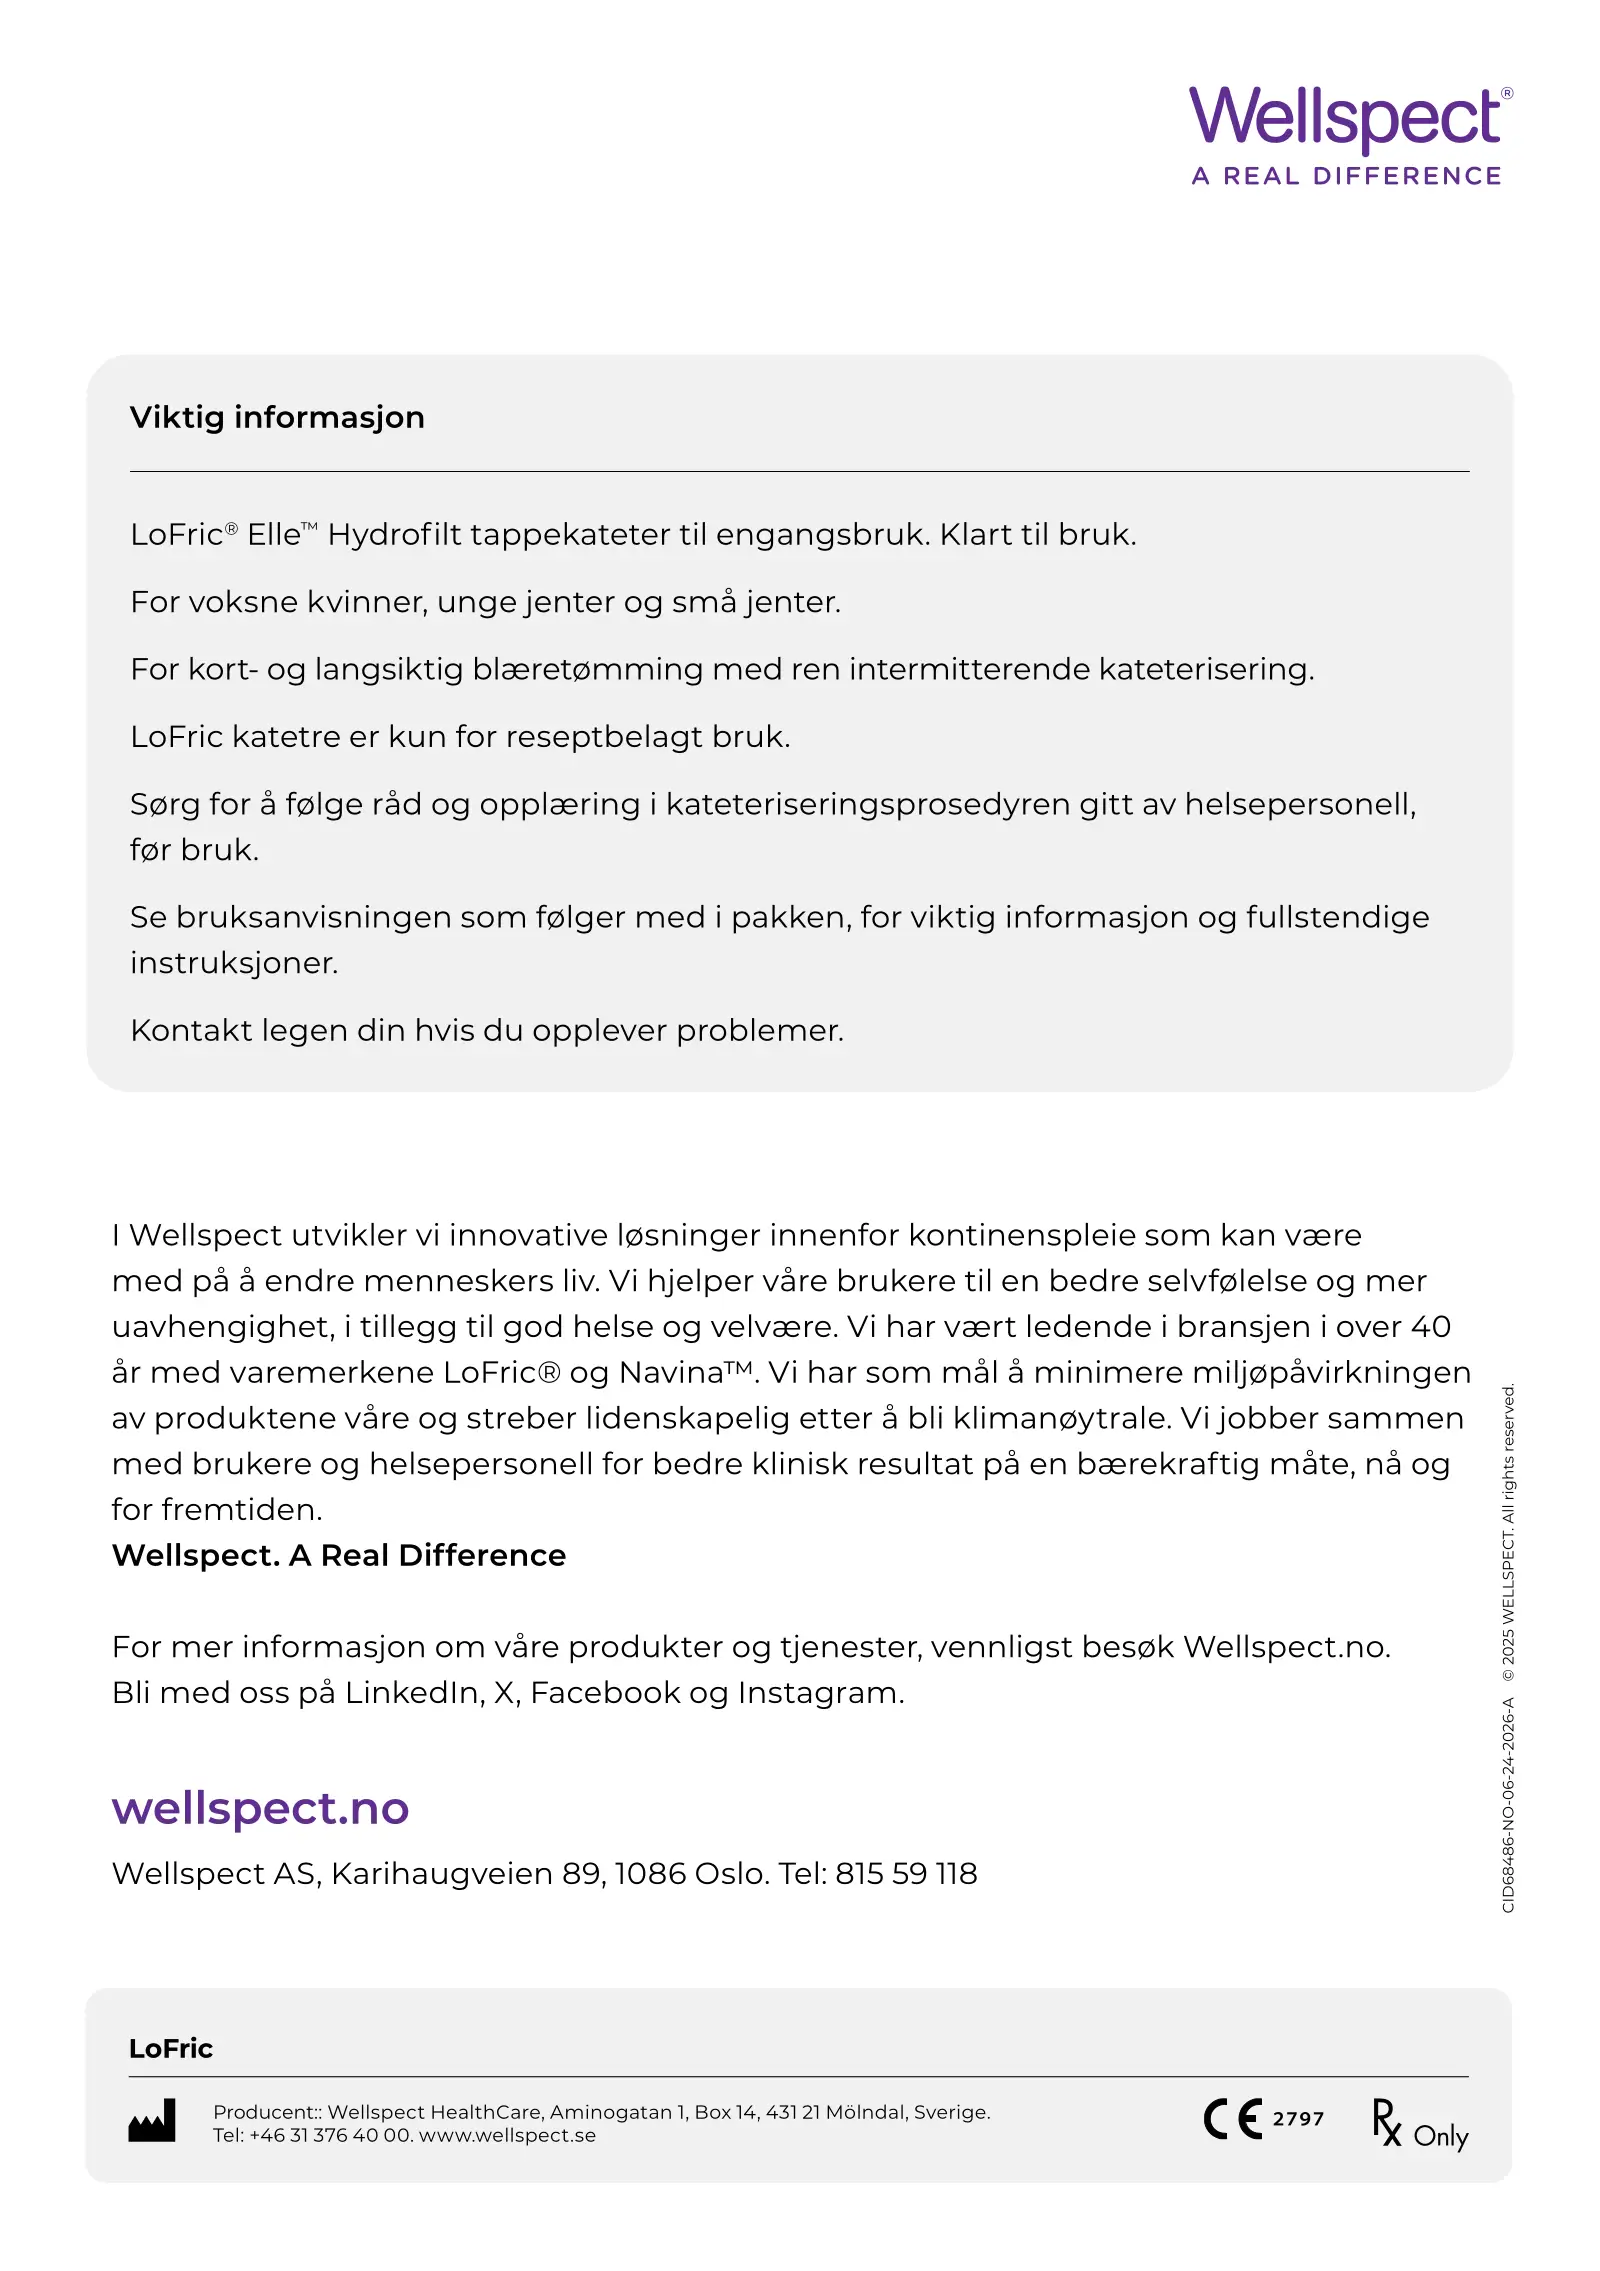 Wellspect®
A REAL DIFFERENCE
Viktig informasjon
LoFric® Elle™ Hydrofilt tappekateter til engangsbruk. Klart til bruk.
For voksne kvinner, unge jenter og små jenter.
For kort- og langsiktig blæretømming med ren intermitterende kateterisering.
LoFric katetre er kun for reseptbelagt bruk.
Sørg for å følge råd og opplæring i kateteriseringsprosedyren gitt av helsepersonell,
før bruk.
Se bruksanvisningen som følger med i pakken, for viktig informasjon og fullstendige
instruksjoner.
Kontakt legen din hvis du opplever problemer.
I Wellspect utvikler vi innovative løsninger innenfor kontinenspleie som kan være
med på å endre menneskers liv. Vi hjelper våre brukere til en bedre selvfølelse og mer
uavhengighet, i tillegg til god helse og velvære. Vi har vært ledende i bransjen i over 40
år med varemerkene LoFric® og Navina™. Vi har som mål å minimere miljøpåvirkningen
av produktene våre og streber lidenskapelig etter å bli klimanøytrale. Vi jobber sammen
med brukere og helsepersonell for bedre klinisk resultat på en bærekraftig måte, nå og
for fremtiden.
Wellspect. A Real Difference
For mer informasjon om våre produkter og tjenester, vennligst besøk Wellspect.no.
Bli med oss på LinkedIn, X, Facebook og Instagram.
wellspect.no
Wellspect AS, Karihaugveien 89, 1086 Oslo. Tel: 815 59 118
CID68486-NO-06-24-2026-A © 2025 WELLSPECT. All rights reserved.
LoFric
Producent:: Wellspect HealthCare, Aminogatan 1, Box 14, 431 21 Mölndal, Sverige.
Tel: +46 31 376 40 00. www.wellspect.se
CE 2797
Rx Only